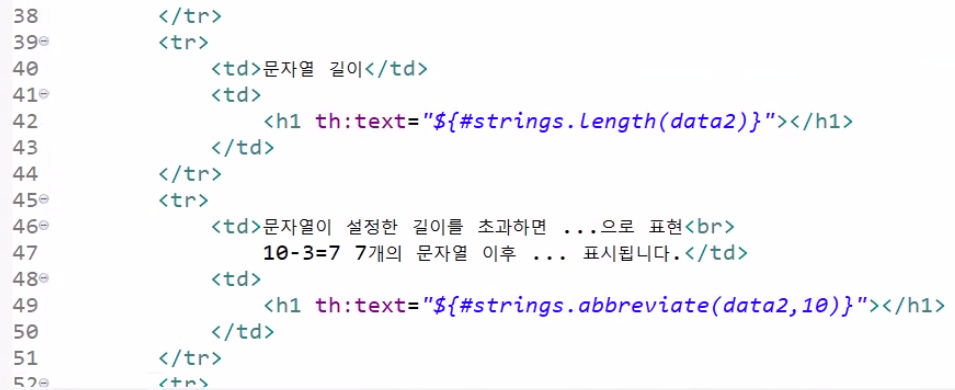 38 </tr>
39 <tr>
40 <td>문자열 길이</td>
41 <td>
42 <h1 th:text="${#strings.length(data2)}"></h1>
43 </td>
44 </tr>
45 <tr>
46 <td>문자열이 설정한 길이를 초과하면 ...으로 표현<br>
47 10-3=7 7개의 문자열 이후 ... 표시됩니다.</td>
48 <td>
49 <h1 th:text="${#strings.abbreviate(data2,10)}"></h1>
50 </td>
51 </tr>
52 <tr>